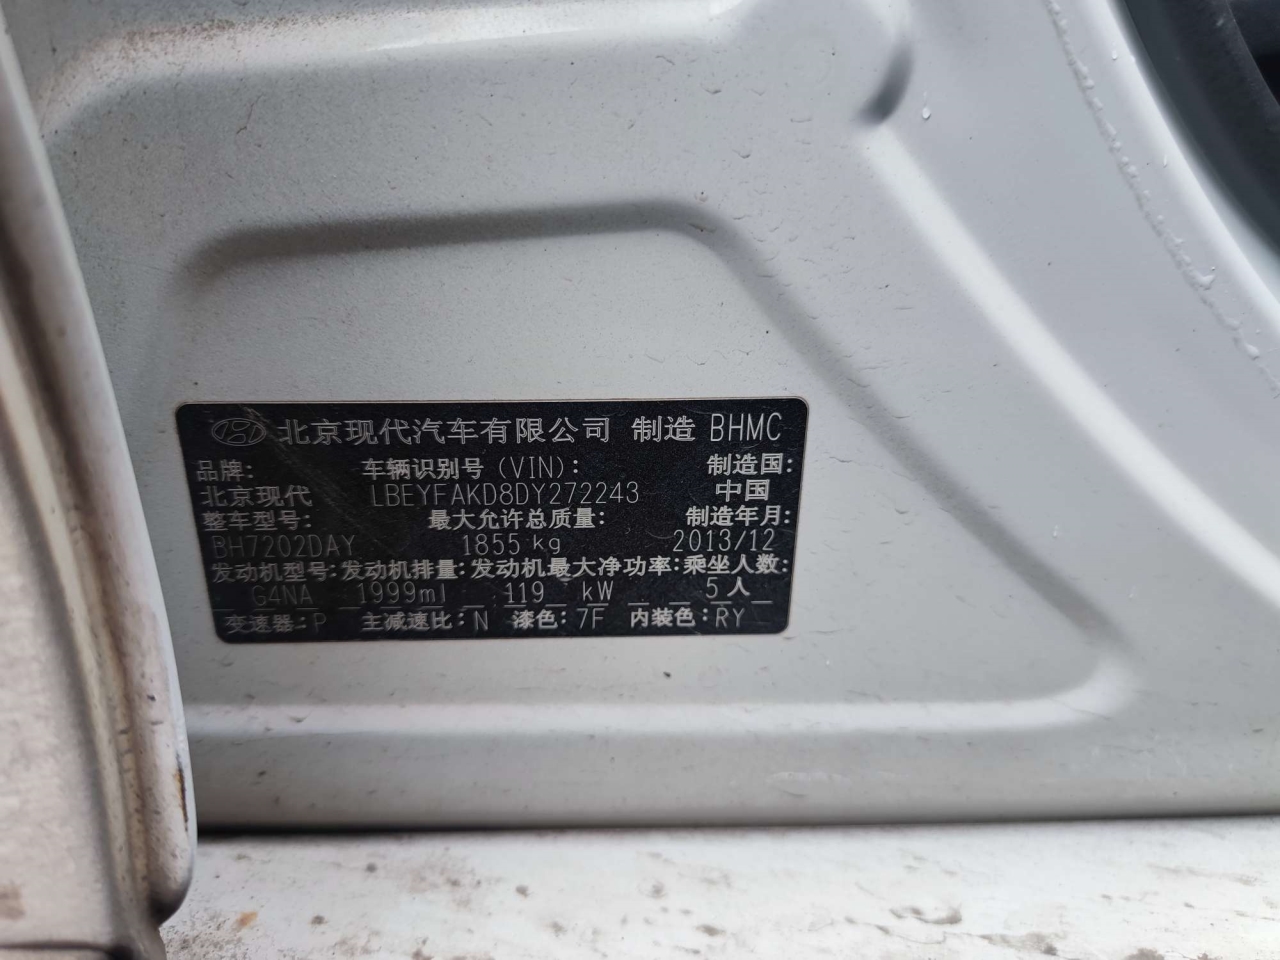 北京现代汽车有限公司 制造 BHMC
品牌: 车辆识别号 (VIN): 制造国:
北京现代 LBEYFAKD8DY272243 中国
整车型号: 最大允许总质量: 制造年月:
BH7202DAY 1855 kg 2013/12
发动机型号: 发动机排量: 发动机最大净功率: 乘坐人数:
G4NA 1999ml 119 kW 5人
变速器: P 主减速比: N 漆色: 7F 内装色: RY